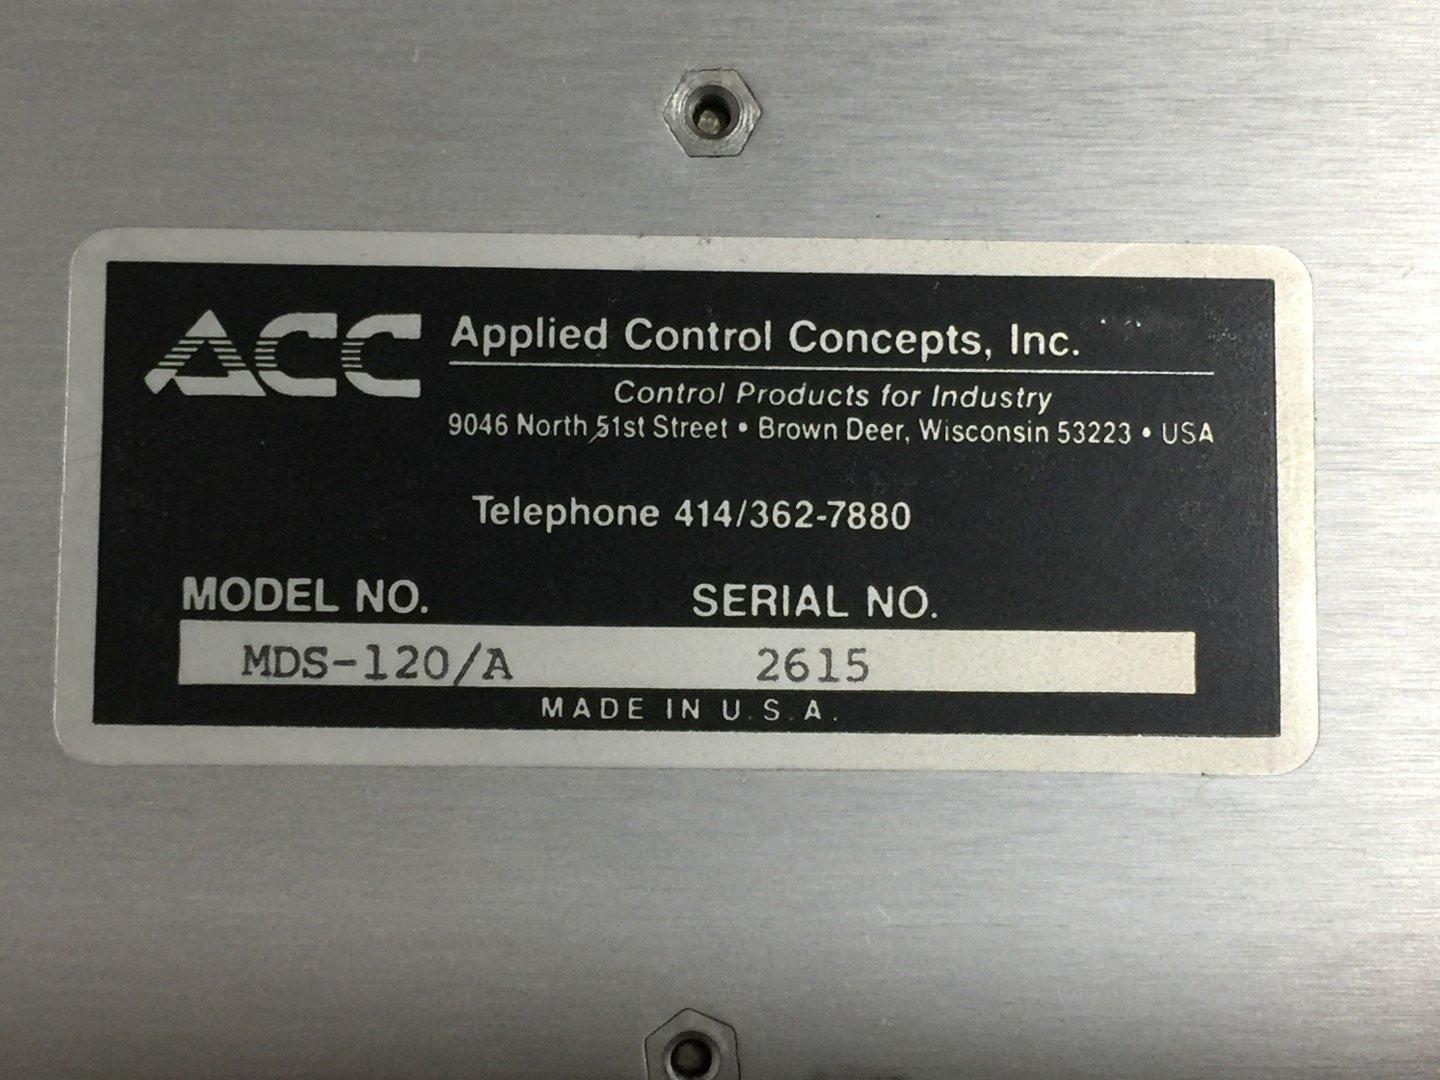 ACC Applied Control Concepts, Inc.
Control Products for Industry
9046 North 51st Street • Brown Deer, Wisconsin 53223 • USA
Telephone 414/362-7880
MODEL NO. SERIAL NO.
MDS-120/A 2615
MADE IN U.S.A.